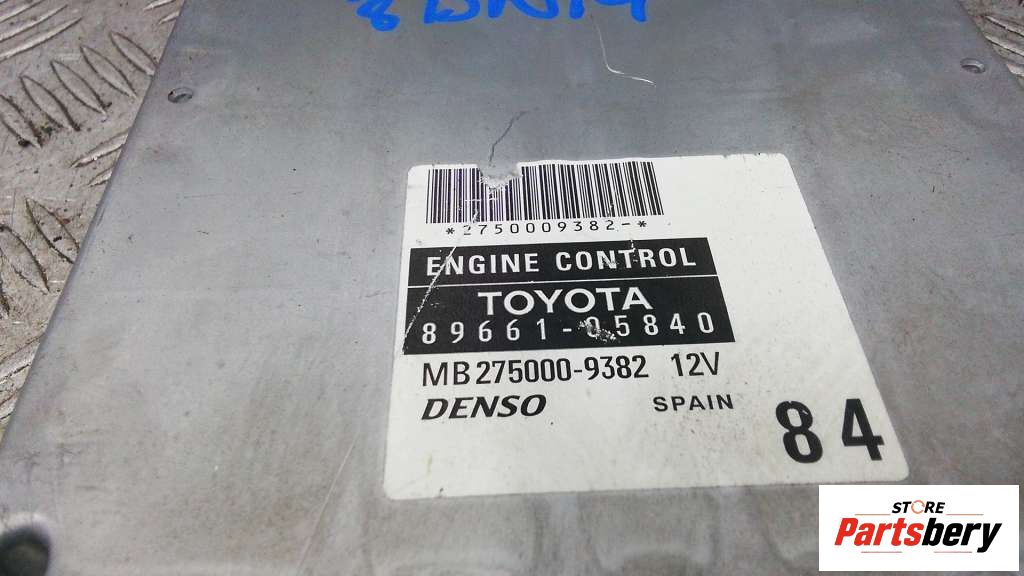 *2750009382-*
ENGINE CONTROL
TOYOTA
89661-05840
MB275000-9382 12V
DENSO SPAIN
84
STORE
Partsbery